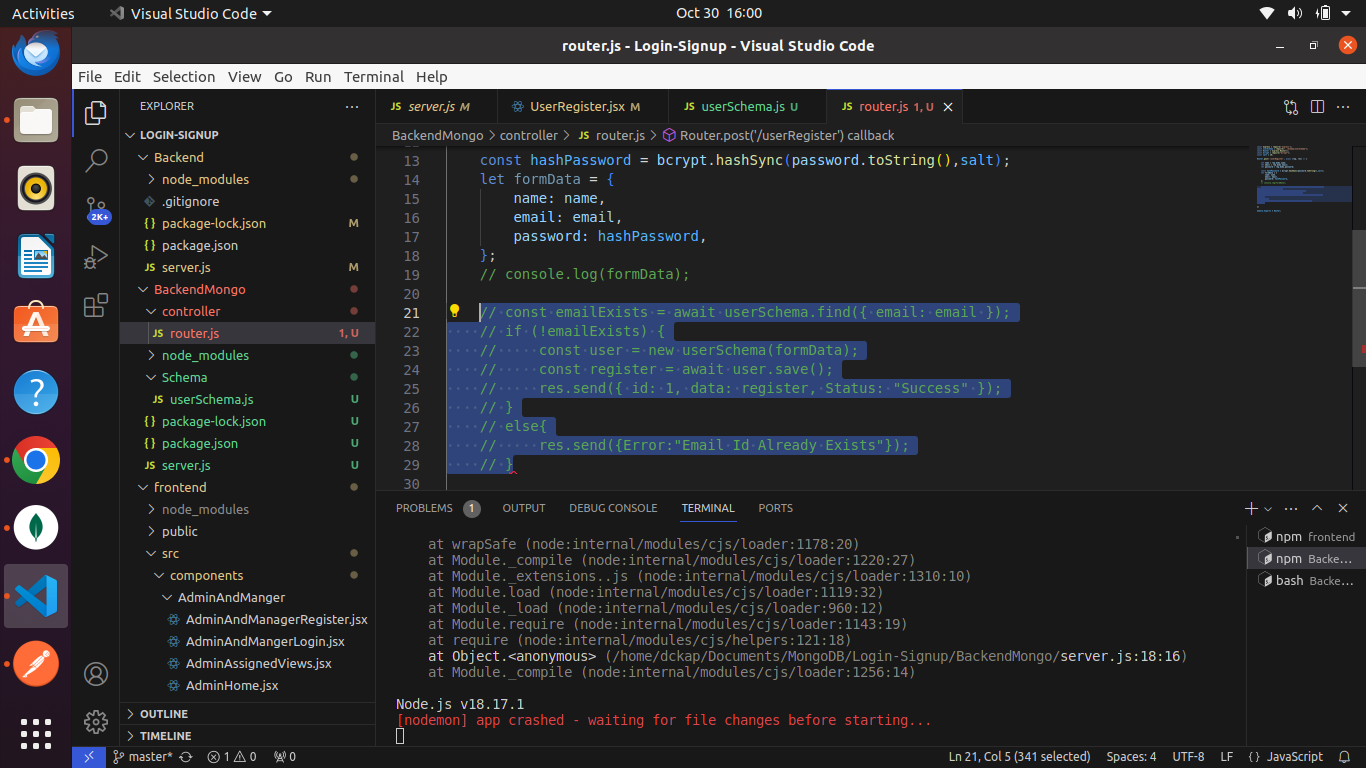 Activities Visual Studio Code Oct 30 16:00
router.js - Login-Signup - Visual Studio Code
File Edit Selection View Go Run Terminal Help
EXPLORER
LOGIN-SIGNUP
Backend
node_modules
.gitignore
{} package-lock.json M
{} package.json
JS server.js M
BackendMongo
controller
JS router.js 1, U
node_modules
Schema
JS userSchema.js U
{} package-lock.json U
{} package.json U
JS server.js U
frontend
node_modules
public
src
components
AdminAndManger
AdminAndManagerRegister.jsx
AdminAndMangerLogin.jsx
AdminAssignedViews.jsx
AdminHome.jsx
OUTLINE
TIMELINE
2K+
JS server.js M UserRegister.jsx M JS userSchema.js U JS router.js 1, U
BackendMongo > controller > JS router.js > Router.post('/userRegister') callback
13 const hashPassword = bcrypt.hashSync(password.toString(),salt);
14 let formData = {
15 name: name,
16 email: email,
17 password: hashPassword,
18 };
19 // console.log(formData);
20
21 // const emailExists = await userSchema.find({ email: email });
22 // if (!emailExists) {
23 // const user = new userSchema(formData);
24 // const register = await user.save();
25 // res.send({ id: 1, data: register, Status: "Success" });
26 // }
27 // else{
28 // res.send({Error:"Email Id Already Exists"});
29 // }
30
PROBLEMS 1 OUTPUT DEBUG CONSOLE TERMINAL PORTS
at wrapSafe (node:internal/modules/cjs/loader:1178:20)
at Module._compile (node:internal/modules/cjs/loader:1220:27)
at Module._extensions..js (node:internal/modules/cjs/loader:1310:10)
at Module.load (node:internal/modules/cjs/loader:1119:32)
at Module._load (node:internal/modules/cjs/loader:960:12)
at Module.require (node:internal/modules/cjs/loader:1143:19)
at require (node:internal/modules/cjs/helpers:121:18)
at Object.<anonymous> (/home/dckap/Documents/MongoDB/Login-Signup/BackendMongo/server.js:18:16)
at Module._compile (node:internal/modules/cjs/loader:1256:14)
Node.js v18.17.1
[nodemon] app crashed - waiting for file changes before starting...
npm frontend
npm Backe...
bash Backe...
master* 1 0 0 Ln 21, Col 5 (341 selected) Spaces: 4 UTF-8 LF {} JavaScript